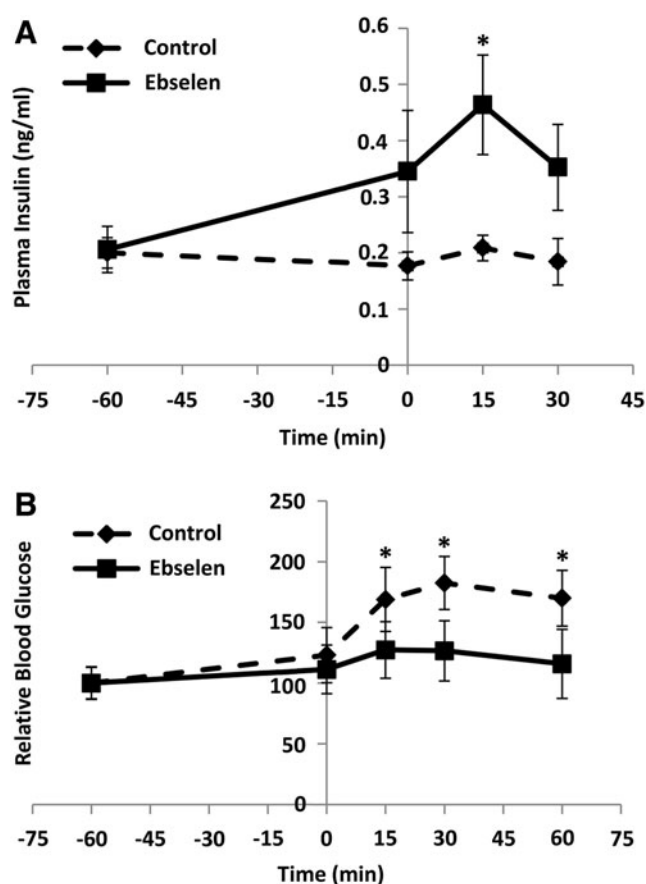 A
Control
Ebselen
*
0.6
0.5
0.4
0.3
0.2
0.1
0
Plasma Insulin (ng/ml)
-75 -60 -45 -30 -15 0 15 30 45
Time (min)
B
Control
Ebselen
* * *
250
200
150
100
50
0
Relative Blood Glucose
-75 -60 -45 -30 -15 0 15 30 45 60 75
Time (min)